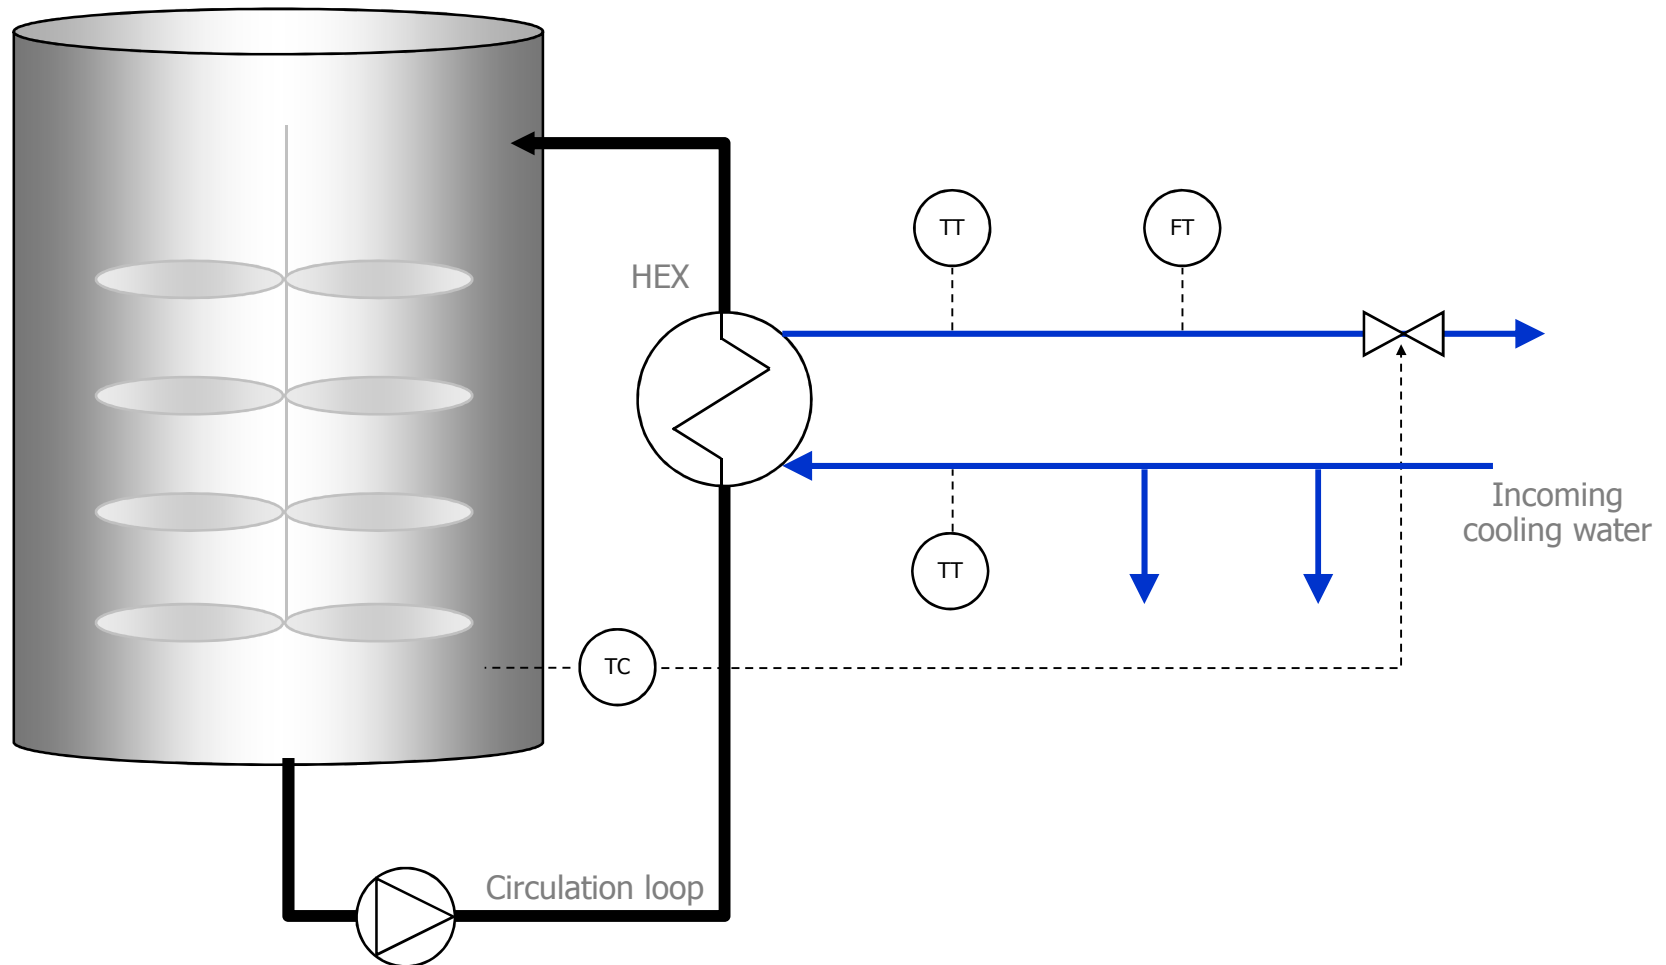 TT
FT
HEX
Incoming
cooling water
TT
TC
Circulation loop